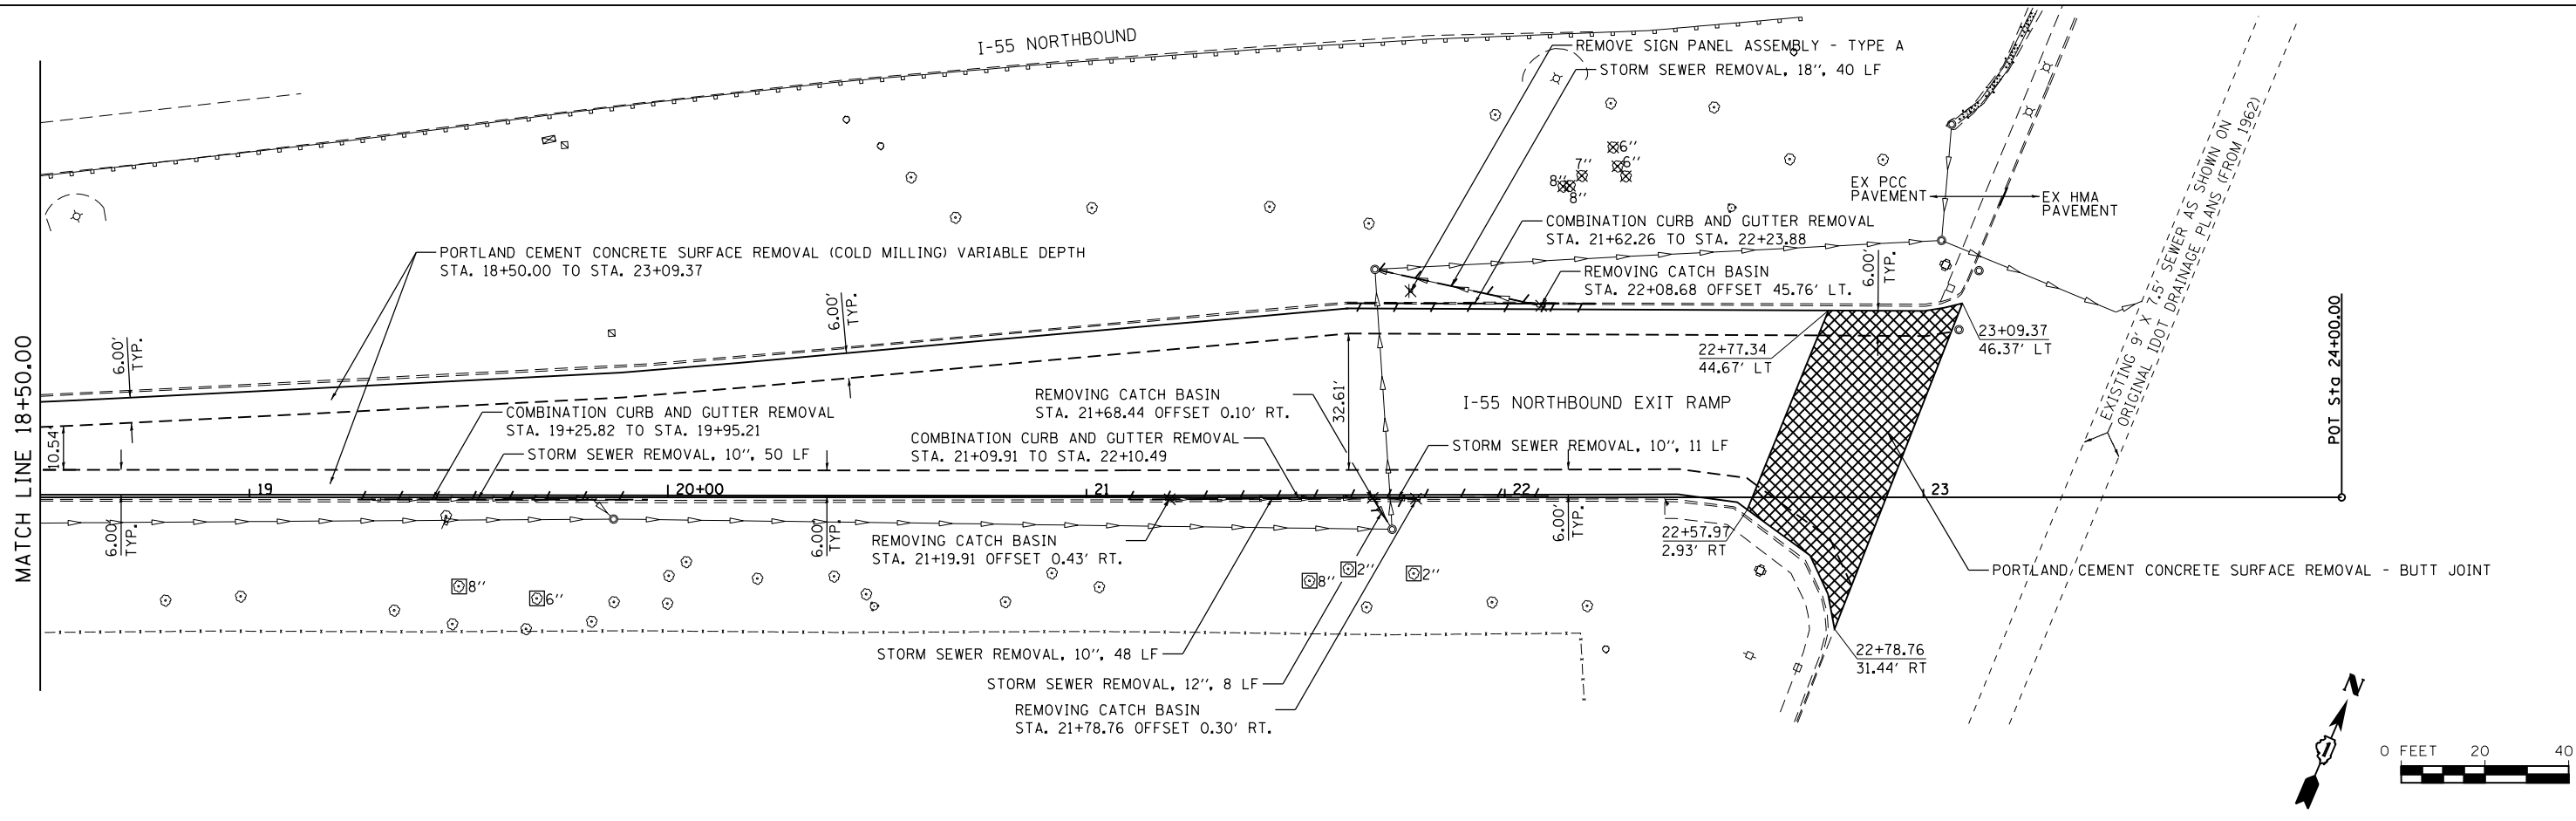 I-55 NORTHBOUND
REMOVE SIGN PANEL ASSEMBLY - TYPE A
STORM SEWER REMOVAL, 18'', 40 LF
6''
7''
6''
8''
8''
EX PCC
PAVEMENT
EX HMA
PAVEMENT
EXISTING 9' X 7.5' SEWER AS SHOWN ON
ORIGINAL IDOT DRAINAGE PLANS (FROM 1962)
COMBINATION CURB AND GUTTER REMOVAL
STA. 21+62.26 TO STA. 22+23.88
PORTLAND CEMENT CONCRETE SURFACE REMOVAL (COLD MILLING) VARIABLE DEPTH
STA. 18+50.00 TO STA. 23+09.37
REMOVING CATCH BASIN
STA. 22+08.68 OFFSET 45.76' LT.
6.00'
TYP.
6.00'
TYP.
6.00'
TYP.
23+09.37
46.37' LT
22+77.34
44.67' LT
POT Sta 24+00.00
MATCH LINE 18+50.00
REMOVING CATCH BASIN
STA. 21+68.44 OFFSET 0.10' RT.
32.61'
I-55 NORTHBOUND EXIT RAMP
COMBINATION CURB AND GUTTER REMOVAL
STA. 19+25.82 TO STA. 19+95.21
COMBINATION CURB AND GUTTER REMOVAL
STA. 21+09.91 TO STA. 22+10.49
STORM SEWER REMOVAL, 10'', 11 LF
10.54'
STORM SEWER REMOVAL, 10'', 50 LF
19
20+00
21
22
23
6.00'
TYP.
6.00'
TYP.
6.00'
TYP.
REMOVING CATCH BASIN
STA. 21+19.91 OFFSET 0.43' RT.
22+57.97
2.93' RT
PORTLAND CEMENT CONCRETE SURFACE REMOVAL - BUTT JOINT
8''
6''
8''
2''
2''
STORM SEWER REMOVAL, 10'', 48 LF
22+78.76
31.44' RT
STORM SEWER REMOVAL, 12'', 8 LF
REMOVING CATCH BASIN
STA. 21+78.76 OFFSET 0.30' RT.
N
0 FEET 20 40